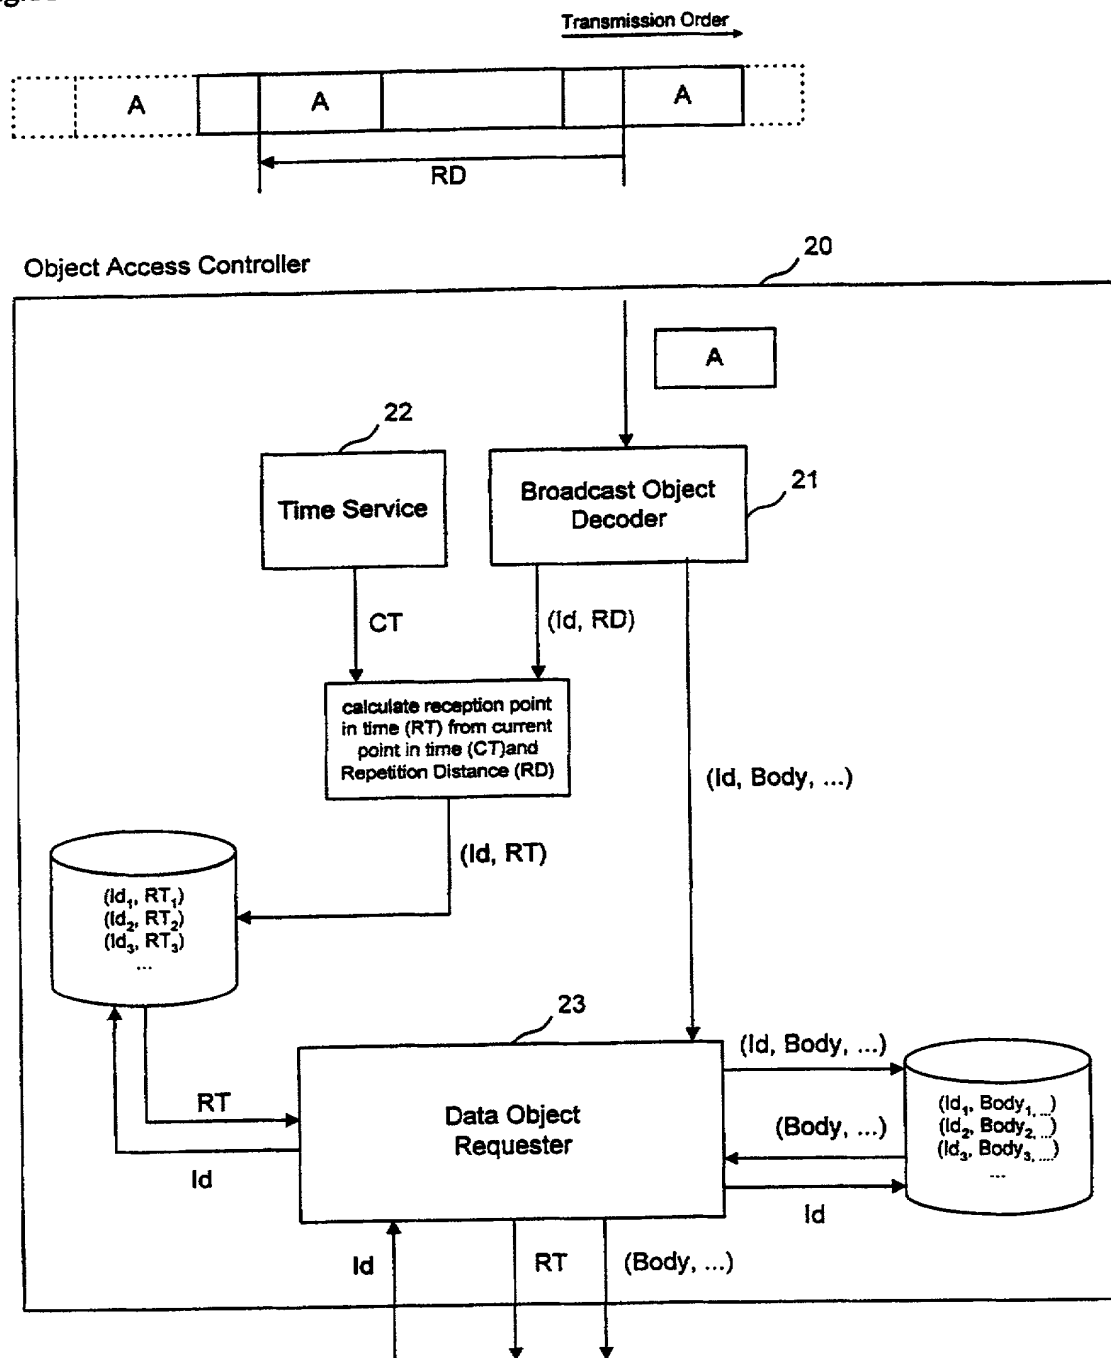 Transmission Order
A
A
A
RD
Object Access Controller
20
A
22
Time Service
Broadcast Object
Decoder
21
CT
(Id, RD)
calculate reception point
in time (RT) from current
point in time (CT)and
Repetition Distance (RD)
(Id, Body, ...)
(Id, RT)
(Id₁, RT₁)
(Id₂, RT₂)
(Id₃, RT₃)
...
23
Data Object
Requester
RT
Id
(Id, Body, ...)
(Body, ...)
Id
(Id₁, Body₁, ...)
(Id₂, Body₂, ...)
(Id₃, Body₃, ...)
...
Id
RT
(Body, ...)